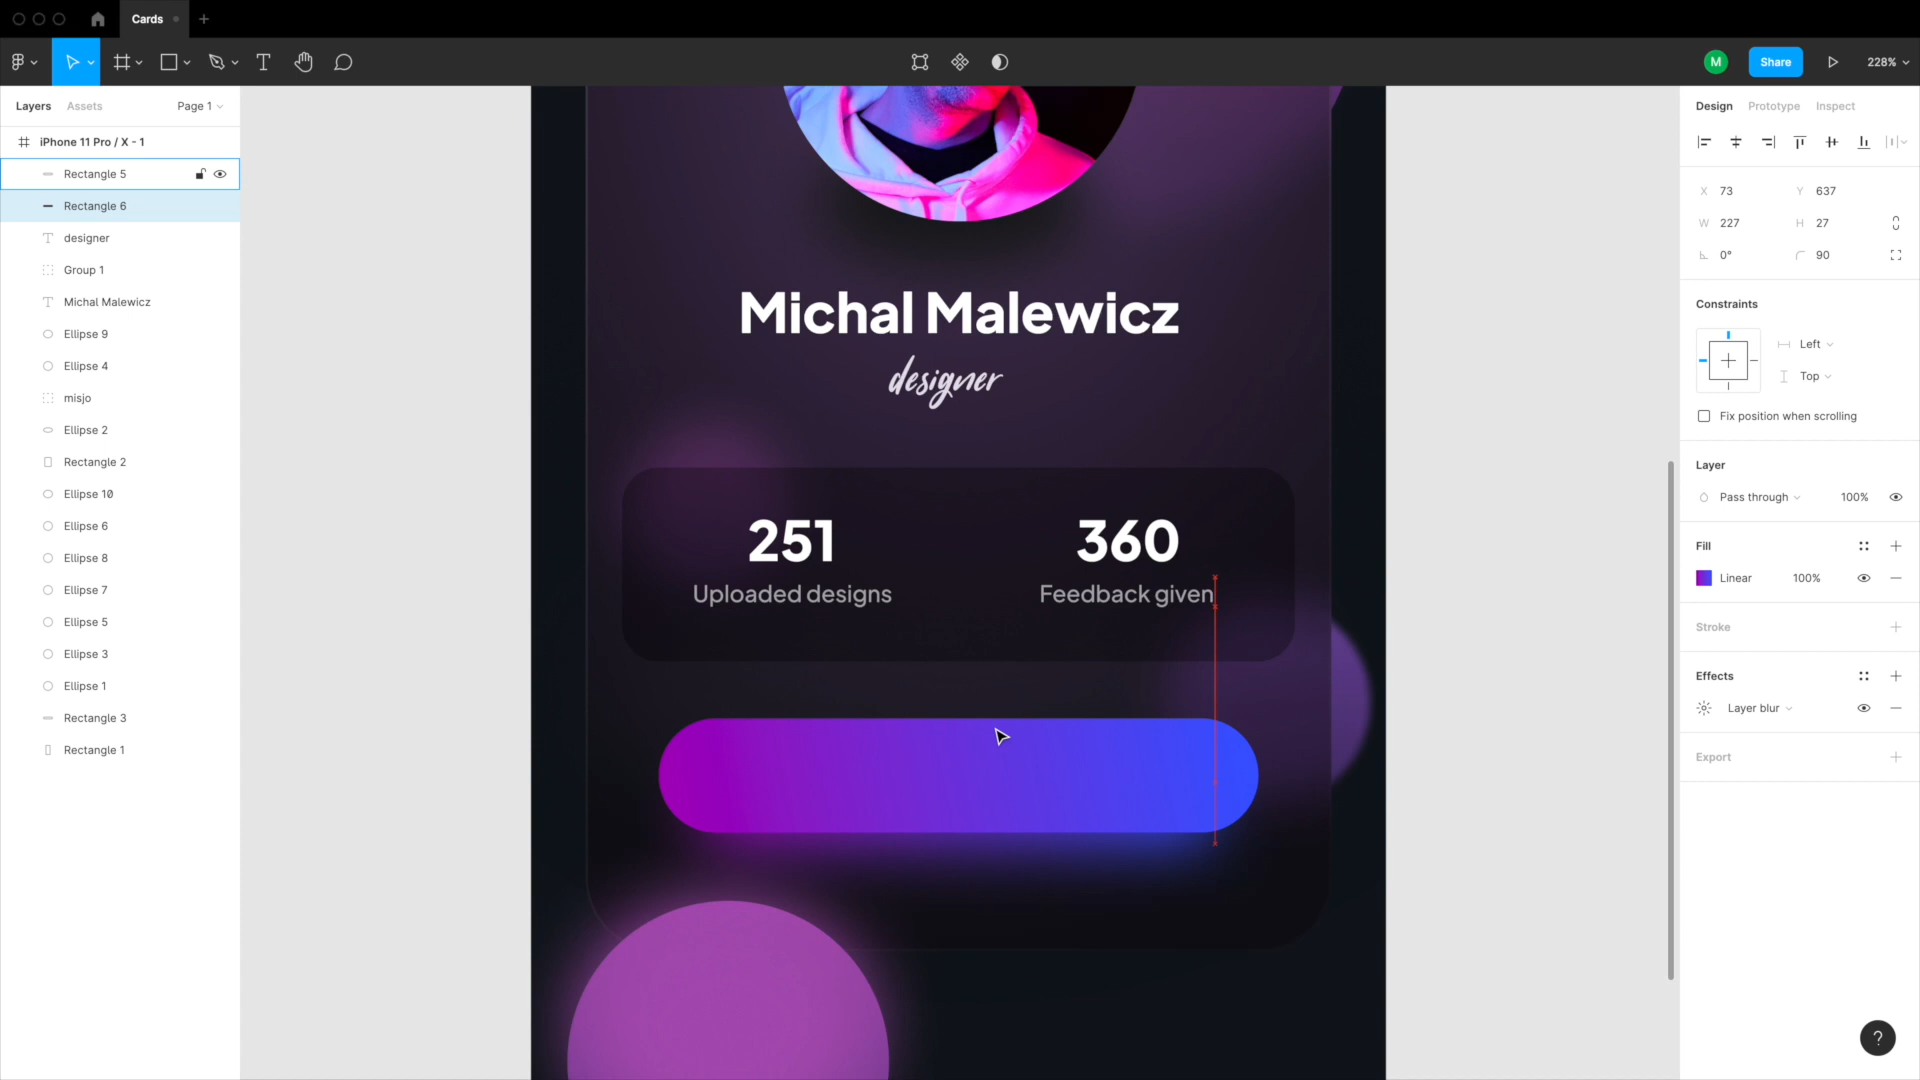 Cards
M
Share
228%
Layers
Assets
Page 1
iPhone 11 Pro / X - 1
Rectangle 5
Rectangle 6
designer
Group 1
Michal Malewicz
Ellipse 9
Ellipse 4
misjo
Ellipse 2
Rectangle 2
Ellipse 10
Ellipse 6
Ellipse 8
Ellipse 7
Ellipse 5
Ellipse 3
Ellipse 1
Rectangle 3
Rectangle 1
Michal Malewicz
designer
251
360
Uploaded designs
Feedback given
Design
Prototype
Inspect
X 73
Y 637
W 227
H 27
0°
90
Constraints
Left
Top
Fix position when scrolling
Layer
Pass through
100%
Fill
Linear
100%
Stroke
Effects
Layer blur
Export
?